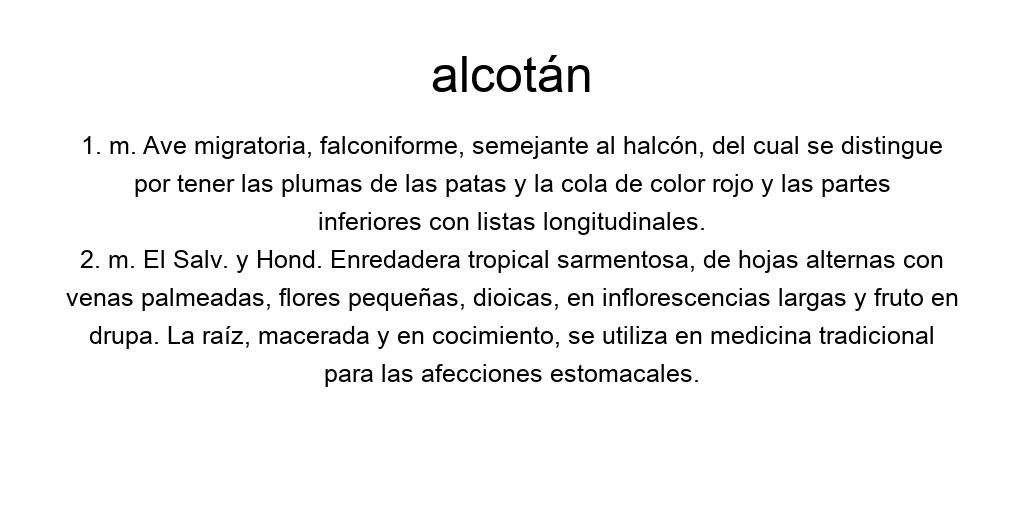 alcotán
1. m. Ave migratoria, falconiforme, semejante al halcón, del cual se distingue
por tener las plumas de las patas y la cola de color rojo y las partes
inferiores con listas longitudinales.
2. m. El Salv. y Hond. Enredadera tropical sarmentosa, de hojas alternas con
venas palmeadas, flores pequeñas, dioicas, en inflorescencias largas y fruto en
drupa. La raíz, macerada y en cocimiento, se utiliza en medicina tradicional
para las afecciones estomacales.